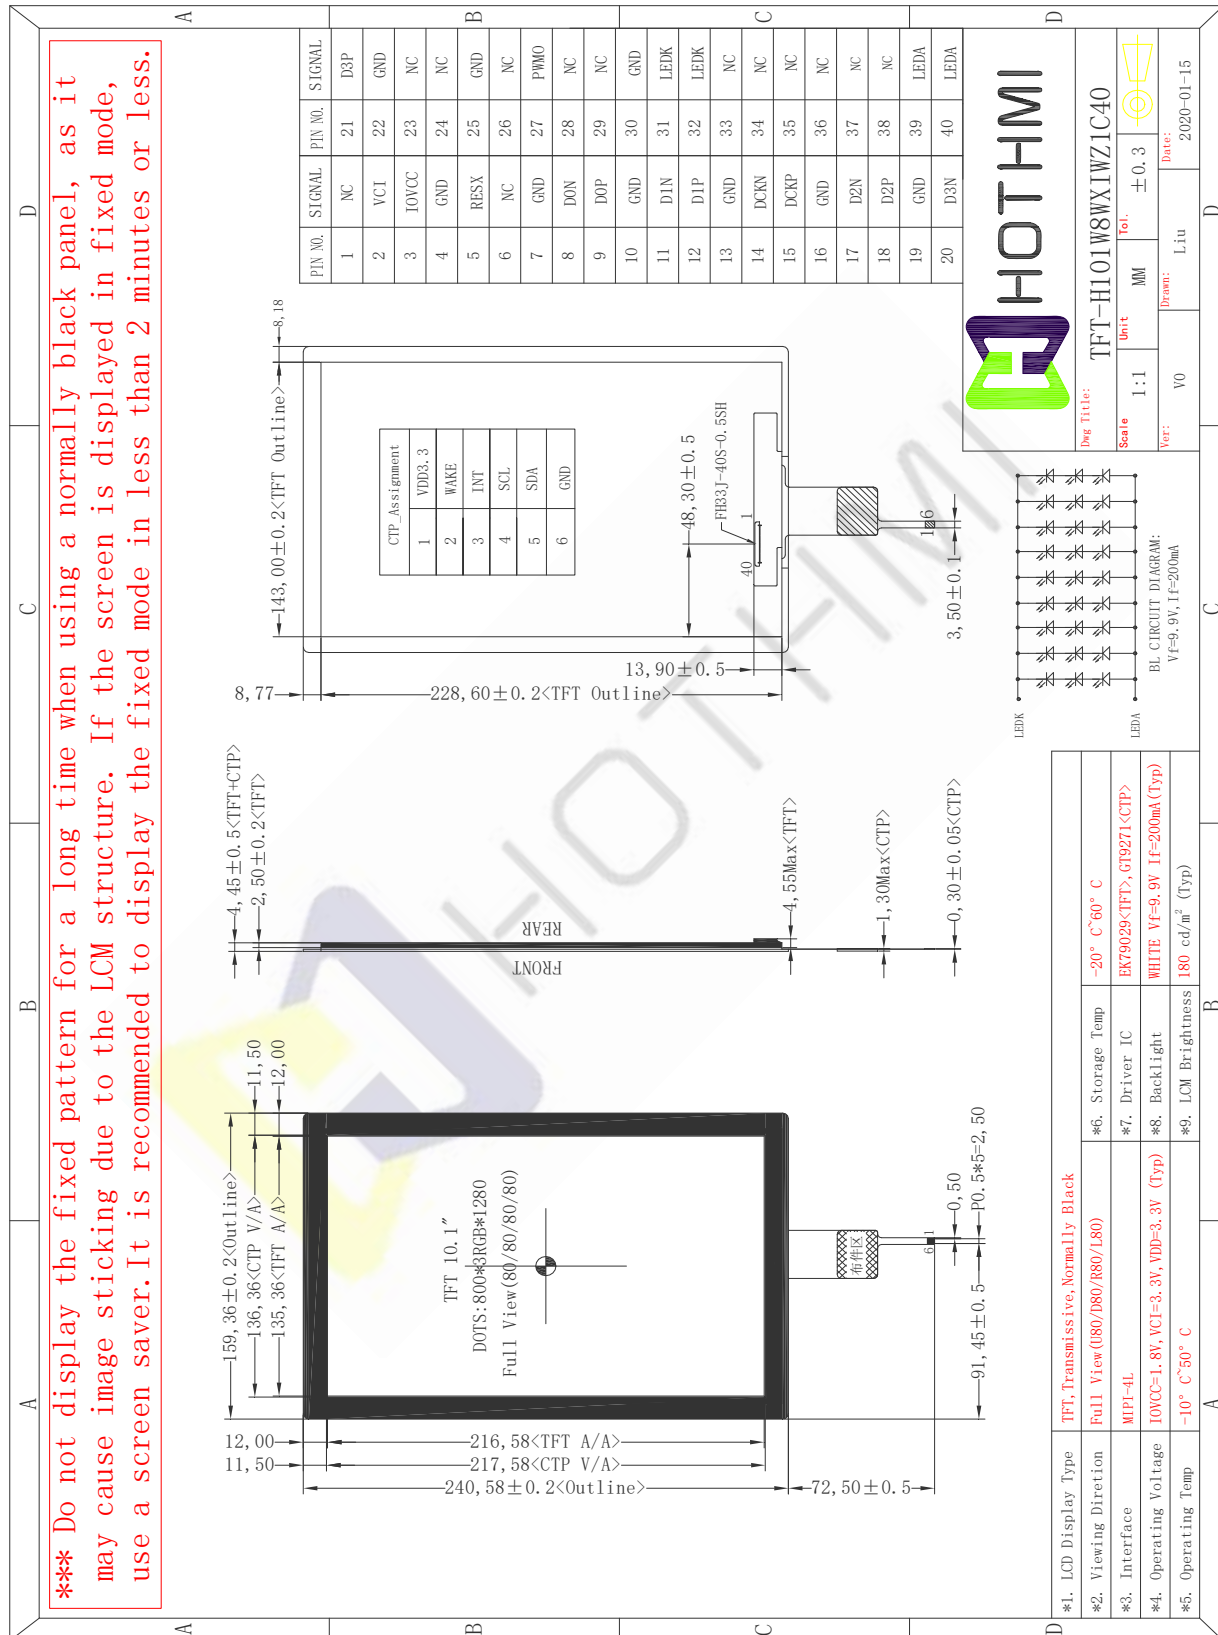 *** Do not display the fixed pattern for a long time when using a normally black panel, as it
may cause image sticking due to the LCM structure. If the screen is displayed in fixed mode,
use a screen saver.It is recommended to display the fixed mode in less than 2 minutes or less.
A
B
C
D
A
B
C
D
159,36±0.2<Outline>
136,36<CTP V/A>
11,50
135,36<TFT A/A>
12,00
12,00
11,50
216,58<TFT A/A>
217,58<CTP V/A>
240,58±0.2<Outline>
72,50±0.5
TFT 10.1″
DOTS:800*3RGB*1280
Full View(80/80/80/80)
布件区
6
1
0,50
P0.5*5=2,50
91,45±0.5
4,45±0.5<TFT+CTP>
2,50±0.2<TFT>
FRONT
REAR
4,55Max<TFT>
1,30Max<CTP>
0,30±0.05<CTP>
143,00±0.2<TFT Outline>
8,18
8,77
228,60±0.2<TFT Outline>
13,90±0.5
CTP_Assignment
1 VDD3.3
2 WAKE
3 INT
4 SCL
5 SDA
6 GND
48,30±0.5
FH33J-40S-0.5SH
40
1
1
6
3,50±0.1
PIN NO. SIGNAL PIN NO. SIGNAL
1 NC 21 D3P
2 VCI 22 GND
3 IOVCC 23 NC
4 GND 24 NC
5 RESX 25 GND
6 NC 26 NC
7 GND 27 PWMO
8 D0N 28 NC
9 D0P 29 NC
10 GND 30 GND
11 D1N 31 LEDK
12 D1P 32 LEDK
13 GND 33 NC
14 DCKN 34 NC
15 DCKP 35 NC
16 GND 36 NC
17 D2N 37 NC
18 D2P 38 NC
19 GND 39 LEDA
20 D3N 40 LEDA
*1. LCD Display Type TFT,Transmissive,Normally Black
*2. Viewing Diretion Full View(U80/D80/R80/L80)
*3. Interface MIPI-4L
*4. Operating Voltage IOVCC=1.8V,VCI=3.3V,VDD=3.3V (Typ)
*5. Operating Temp -10° C~50° C
*6. Storage Temp -20° C~60° C
*7. Driver IC EK79029<TFT>,GT9271<CTP>
*8. Backlight WHITE Vf=9.9V If=200mA(Typ)
*9. LCM Brightness 180 cd/m² (Typ)
LEDK
LEDA
BL CIRCUIT DIAGRAM:
Vf=9.9V,If=200mA
HOTHMI
Dwg Title:
TFT-H101W8WXIWZ1C40
Scale 1:1 Unit MM Tol. ±0.3
Ver: V0 Drawn: Liu Date: 2020-01-15
A
B
C
D
A
B
C
D
HOTHMI